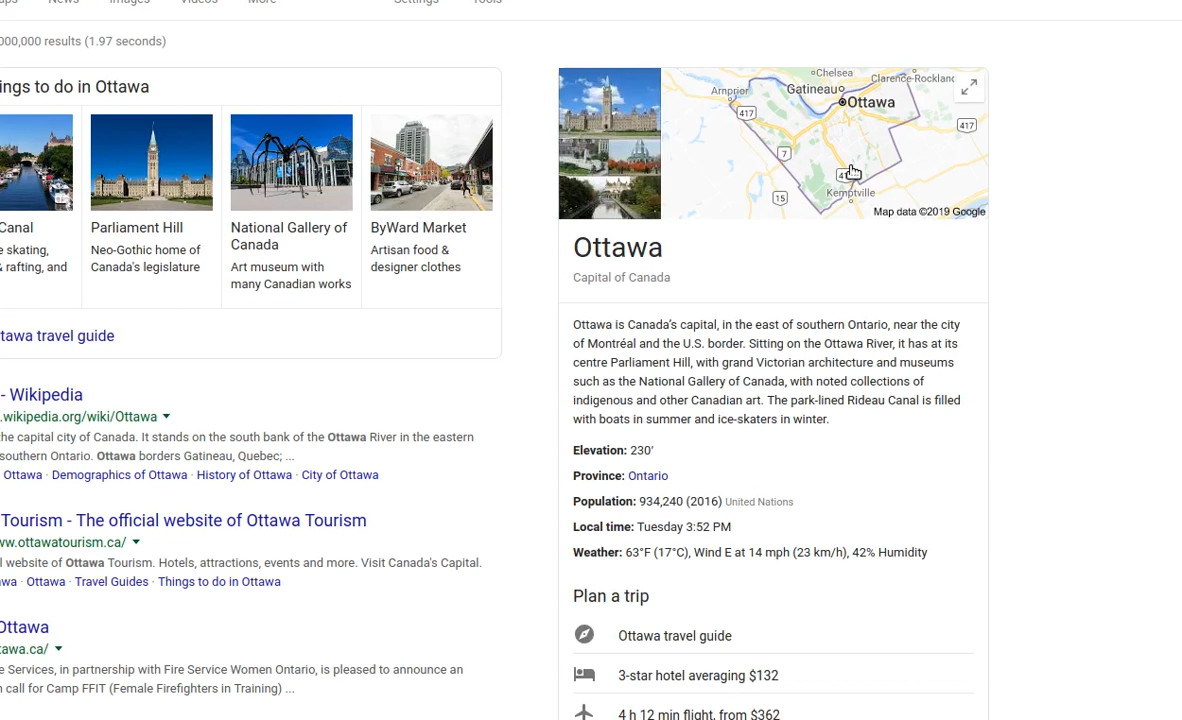 News Images Videos More Settings Tools
000,000 results (1.97 seconds)
ings to do in Ottawa
Canal
e skating,
& rafting, and
Parliament Hill
Neo-Gothic home of
Canada's legislature
National Gallery of
Canada
Art museum with
many Canadian works
ByWard Market
Artisan food &
designer clothes
tawa travel guide
- Wikipedia
.wikipedia.org/wiki/Ottawa
the capital city of Canada. It stands on the south bank of the Ottawa River in the eastern
southern Ontario. Ottawa borders Gatineau, Quebec; ...
Ottawa · Demographics of Ottawa · History of Ottawa · City of Ottawa
Tourism - The official website of Ottawa Tourism
ww.ottawatourism.ca/
l website of Ottawa Tourism. Hotels, attractions, events and more. Visit Canada's Capital.
wa · Ottawa · Travel Guides · Things to do in Ottawa
Ottawa
tawa.ca/
e Services, in partnership with Fire Service Women Ontario, is pleased to announce an
n call for Camp FFIT (Female Firefighters in Training) ...
Chelsea
Clarence-Rockland
Arnprior
Gatineau
Ottawa
417
417
7
15
Kemptville
Map data ©2019 Google
Ottawa
Capital of Canada
Ottawa is Canada's capital, in the east of southern Ontario, near the city
of Montréal and the U.S. border. Sitting on the Ottawa River, it has at its
centre Parliament Hill, with grand Victorian architecture and museums
such as the National Gallery of Canada, with noted collections of
indigenous and other Canadian art. The park-lined Rideau Canal is filled
with boats in summer and ice-skaters in winter.
Elevation: 230′
Province: Ontario
Population: 934,240 (2016) United Nations
Local time: Tuesday 3:52 PM
Weather: 63°F (17°C), Wind E at 14 mph (23 km/h), 42% Humidity
Plan a trip
Ottawa travel guide
3-star hotel averaging $132
4 h 12 min flight, from $362